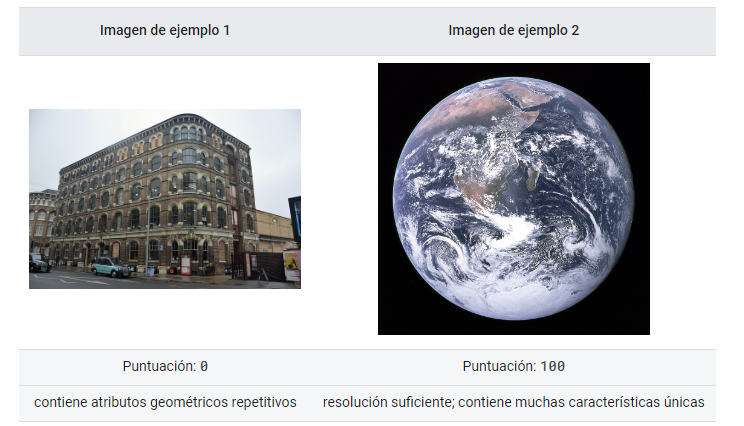 Imagen de ejemplo 1
Imagen de ejemplo 2
Puntuación: 0
Puntuación: 100
contiene atributos geométricos repetitivos
resolución suficiente; contiene muchas características únicas